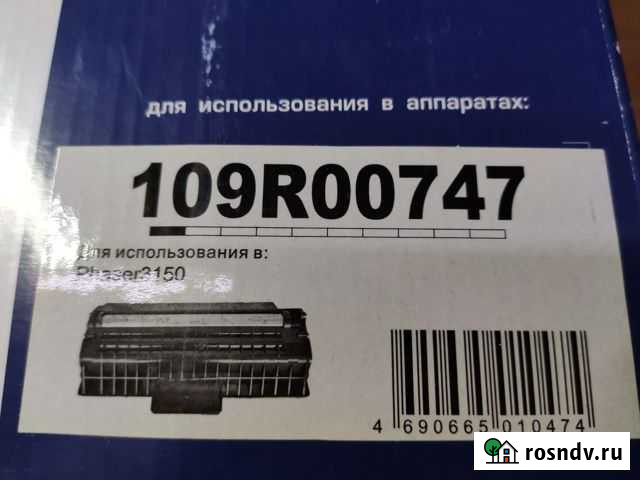 для использования в аппаратах:
109R00747
Для использования в:
Phaser3150
4 690665 010474
rosndv.ru